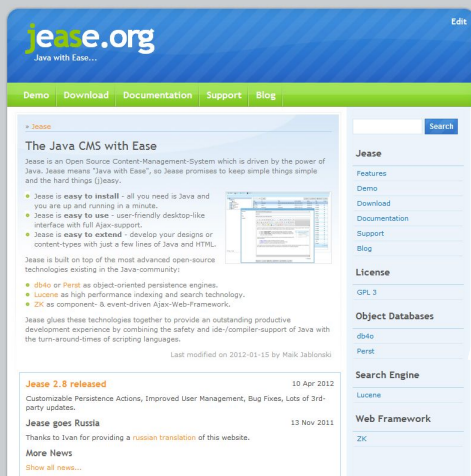 Edit
jease.org
Java with Ease...
Demo Download Documentation Support Blog
» Jease
The Java CMS with Ease
Jease is an Open Source Content-Management-System which is driven by the power of
Java. Jease means "Java with Ease", so Jease promises to keep simple things simple
and the hard things (j)easy.
Jease is easy to install - all you need is Java and
you are up and running in a minute.
Jease is easy to use - user-friendly desktop-like
interface with full Ajax-support.
Jease is easy to extend - develop your designs or
content-types with just a few lines of Java and HTML.
Jease is built on top of the most advanced open-source
technologies existing in the Java-community:
db4o or Perst as object-oriented persistence engines.
Lucene as high performance indexing and search technology.
ZK as component- & event-driven Ajax-Web-Framework.
Jease glues these technologies together to provide an outstanding productive
development experience by combining the safety and ide-/compiler-support of Java with
the turn-around-times of scripting languages.
Last modified on 2012-01-15 by Maik Jablonski
Jease 2.8 released 10 Apr 2012
Customizable Persistence Actions, Improved User Management, Bug Fixes, Lots of 3rd-
party updates.
Jease goes Russia 13 Nov 2011
Thanks to Ivan for providing a russian translation of this website.
More News
Show all news...
Search
Jease
Features
Demo
Download
Documentation
Support
Blog
License
GPL 3
Object Databases
db4o
Perst
Search Engine
Lucene
Web Framework
ZK